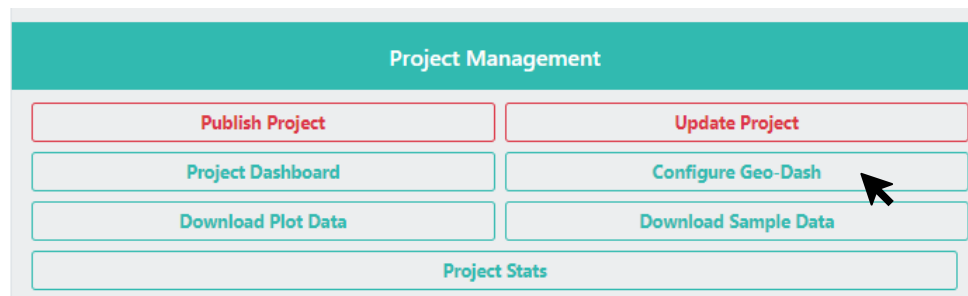 Project Management
Publish Project
Update Project
Project Dashboard
Configure Geo-Dash
Download Plot Data
Download Sample Data
Project Stats